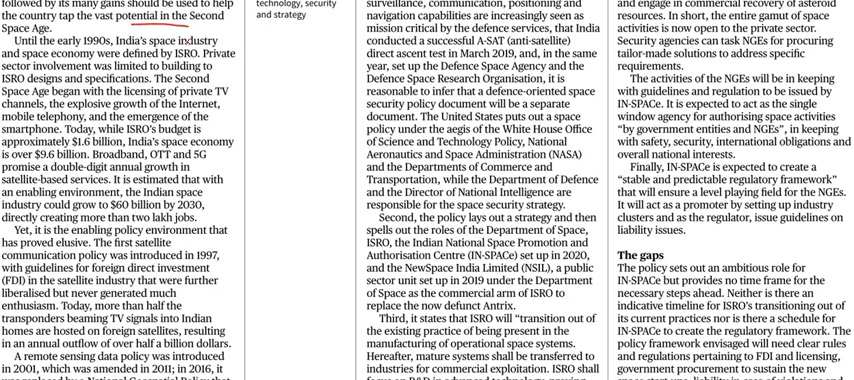 followed by its many gains should be used to help
the country tap the vast potential in the Second
Space Age.
Until the early 1990s, India's space industry
and space economy were defined by ISRO. Private
sector involvement was limited to building to
ISRO designs and specifications. The Second
Space Age began with the licensing of private TV
channels, the explosive growth of the Internet,
mobile telephony, and the emergence of the
smartphone. Today, while ISRO's budget is
approximately $1.6 billion, India's space economy
is over $9.6 billion. Broadband, OTT and 5G
promise a double-digit annual growth in
satellite-based services. It is estimated that with
an enabling environment, the Indian space
industry could grow to $60 billion by 2030,
directly creating more than two lakh jobs.
Yet, it is the enabling policy environment that
has proved elusive. The first satellite
communication policy was introduced in 1997,
with guidelines for foreign direct investment
(FDI) in the satellite industry that were further
liberalised but never generated much
enthusiasm. Today, more than half the
transponders beaming TV signals into Indian
homes are hosted on foreign satellites, resulting
in an annual outflow of over half a billion dollars.
A remote sensing data policy was introduced
in 2001, which was amended in 2011; in 2016, it
was replaced by a National Geospatial Policy that
technology, security
and strategy
surveillance, communication, positioning and
navigation capabilities are increasingly seen as
mission critical by the defence services, that India
conducted a successful A-SAT (anti-satellite)
direct ascent test in March 2019, and, in the same
year, set up the Defence Space Agency and the
Defence Space Research Organisation, it is
reasonable to infer that a defence-oriented space
security policy document will be a separate
document. The United States puts out a space
policy under the aegis of the White House Office
of Science and Technology Policy, National
Aeronautics and Space Administration (NASA)
and the Departments of Commerce and
Transportation, while the Department of Defence
and the Director of National Intelligence are
responsible for the space security strategy.
Second, the policy lays out a strategy and then
spells out the roles of the Department of Space,
ISRO, the Indian National Space Promotion and
Authorisation Centre (IN-SPACe) set up in 2020,
and the NewSpace India Limited (NSIL), a public
sector unit set up in 2019 under the Department
of Space as the commercial arm of ISRO to
replace the now defunct Antrix.
Third, it states that ISRO will "transition out of
the existing practice of being present in the
manufacturing of operational space systems.
Hereafter, mature systems shall be transferred to
industries for commercial exploitation. ISRO shall
focus on R&D in advanced technology, proving
and engage in commercial recovery of asteroid
resources. In short, the entire gamut of space
activities is now open to the private sector.
Security agencies can task NGEs for procuring
tailor-made solutions to address specific
requirements.
The activities of the NGEs will be in keeping
with guidelines and regulation to be issued by
IN-SPACe. It is expected to act as the single
window agency for authorising space activities
"by government entities and NGEs", in keeping
with safety, security, international obligations and
overall national interests.
Finally, IN-SPACe is expected to create a
"stable and predictable regulatory framework"
that will ensure a level playing field for the NGEs.
It will act as a promoter by setting up industry
clusters and as the regulator, issue guidelines on
liability issues.
The gaps
The policy sets out an ambitious role for
IN-SPACe but provides no time frame for the
necessary steps ahead. Neither is there an
indicative timeline for ISRO's transitioning out of
its current practices nor is there a schedule for
IN-SPACe to create the regulatory framework. The
policy framework envisaged will need clear rules
and regulations pertaining to FDI and licensing,
government procurement to sustain the new